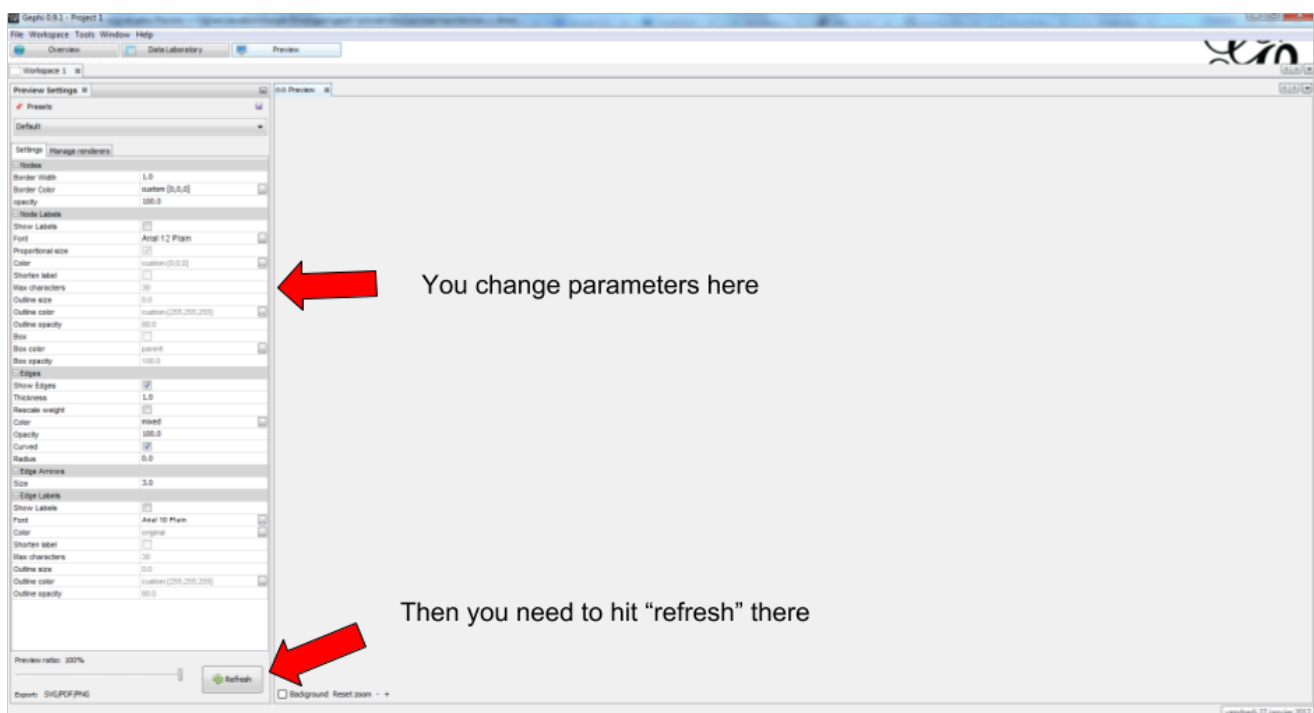 Gephi 0.9.1 - Project 1
File Workspace Tools Window Help
Overview Data Laboratory Preview
Workspace 1
Preview Settings
Preview
Presets
Default
Settings Manage renderers
Nodes
Border Width 1.0
Border Color custom [0,0,0]
opacity 100.0
Node Labels
Show Labels
Font Arial 12 Plain
Proportional size
Color custom [0,0,0]
Shorten label
Max characters 30
Outline size 0.0
Outline color custom [255,255,255]
Outline opacity 80.0
Box
Box color parent
Box opacity 100.0
Edges
Show Edges
Thickness 1.0
Rescale weight
Color mixed
Opacity 100.0
Curved
Radius 0.0
Edge Arrows
Size 3.0
Edge Labels
Show Labels
Font Arial 10 Plain
Color original
Shorten label
Max characters 30
Outline size 0.0
Outline color custom [255,255,255]
Outline opacity 80.0
You change parameters here
Then you need to hit “refresh” there
Preview ratio: 100%
Refresh
Export: SVG/PDF/PNG
Background Reset zoom - +
vendredi 27 janvier 2017